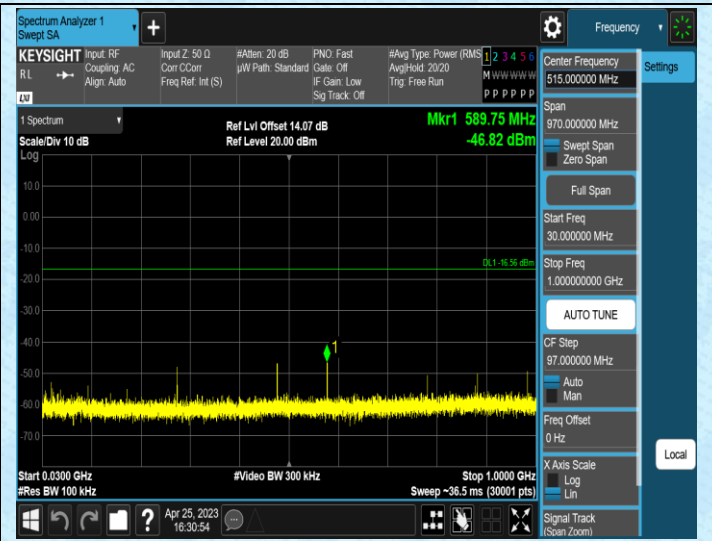 Spectrum Analyzer 1
Swept SA
+
Frequency
KEYSIGHT
RL
LXI
Input: RF
Coupling: AC
Align: Auto
Input Z: 50 Ω
Corr CCorr
Freq Ref: Int (S)
#Atten: 20 dB
µW Path: Standard
PNO: Fast
Gate: Off
IF Gain: Low
Sig Track: Off
#Avg Type: Power (RMS
Avg|Hold: 20/20
Trig: Free Run
1 2 3 4 5 6
M W W W W W
P P P P P P
1 Spectrum
Scale/Div 10 dB
Log
Ref Lvl Offset 14.07 dB
Ref Level 20.00 dBm
Mkr1 589.75 MHz
-46.82 dBm
10.0
0.00
-10.0
-20.0
-30.0
-40.0
-50.0
-60.0
-70.0
DL1 -16.56 dBm
1
Start 0.0300 GHz
#Res BW 100 kHz
#Video BW 300 kHz
Stop 1.0000 GHz
Sweep ~36.5 ms (30001 pts)
?
Apr 25, 2023
16:30:54
Center Frequency
515.000000 MHz
Span
970.000000 MHz
Swept Span
Zero Span
Full Span
Start Freq
30.000000 MHz
Stop Freq
1.000000000 GHz
AUTO TUNE
CF Step
97.000000 MHz
Auto
Man
Freq Offset
0 Hz
X Axis Scale
Log
Lin
Signal Track
(Span Zoom)
Settings
Local